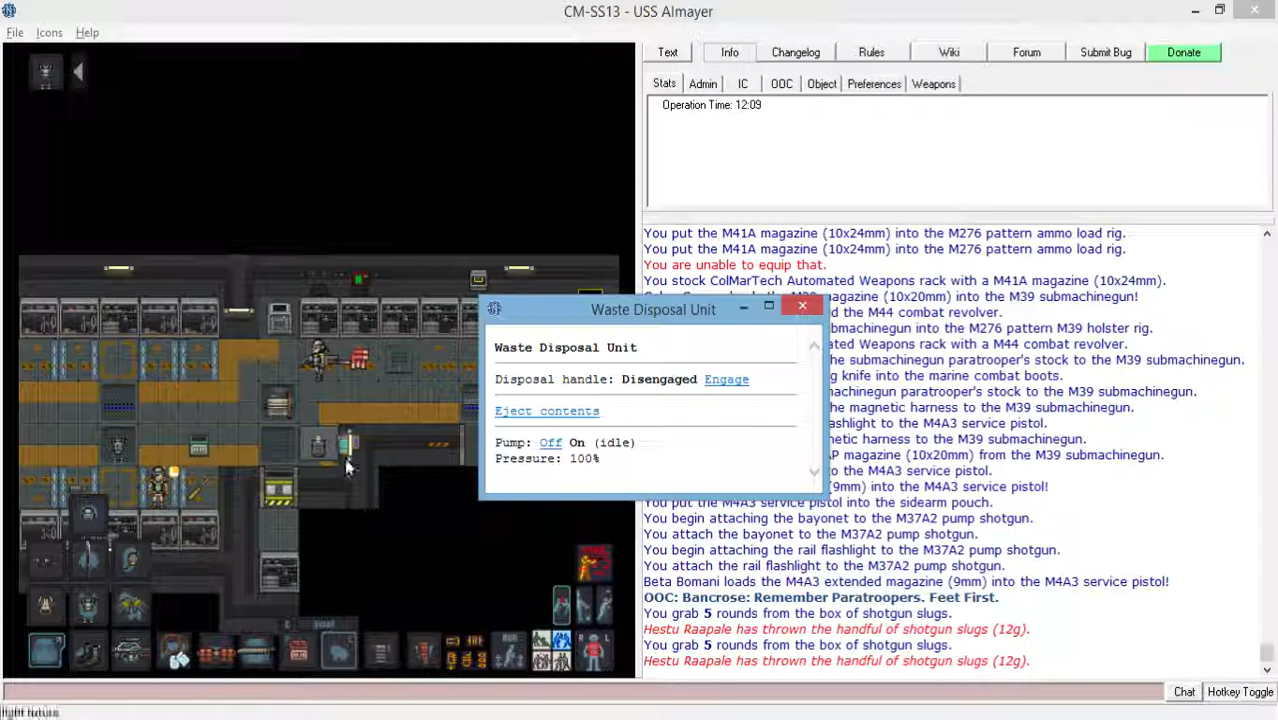 CM-SS13 - USS Almayer
File Icons Help
Text Info Changelog Rules Wiki Forum Submit Bug Donate
Stats Admin IC OOC Object Preferences Weapons
Operation Time: 12:09
You put the M41A magazine (10x24mm) into the M276 pattern ammo load rig.
You put the M41A magazine (10x24mm) into the M276 pattern ammo load rig.
You are unable to equip that.
You stock ColMarTech Automated Weapons rack with a M41A magazine (10x24mm).
magazine (10x20mm) into the M39 submachinegun!
d the M44 combat revolver.
ubmachinegun into the M276 pattern M39 holster rig.
ated Weapons rack with a M44 combat revolver.
he submachinegun paratrooper's stock to the M39 submachinegun.
g knife into the marine combat boots.
negun paratrooper's stock to the M39 submachinegun.
he magnetic harness to the M39 submachinegun.
flashlight to the M4A3 service pistol.
netic harness to the M39 submachinegun.
AP magazine (10x20mm) from the M39 submachinegun.
to the M4A3 service pistol.
(9mm) into the M4A3 service pistol!
You put the M4A3 service pistol into the sidearm pouch.
You begin attaching the bayonet to the M37A2 pump shotgun.
You attach the bayonet to the M37A2 pump shotgun.
You begin attaching the rail flashlight to the M37A2 pump shotgun.
You attach the rail flashlight to the M37A2 pump shotgun.
Beta Bomani loads the M4A3 extended magazine (9mm) into the M4A3 service pistol!
OOC: Bancrose: Remember Paratroopers. Feet First.
You grab 5 rounds from the box of shotgun slugs.
Hestu Raapale has thrown the handful of shotgun slugs (12g).
You grab 5 rounds from the box of shotgun slugs.
Hestu Raapale has thrown the handful of shotgun slugs (12g).
Waste Disposal Unit
Waste Disposal Unit
Disposal handle: Disengaged Engage
Eject contents
Pump: Off On (idle)
Pressure: 100%
SWAP
RUN
R L
Chat Hotkey Toggle